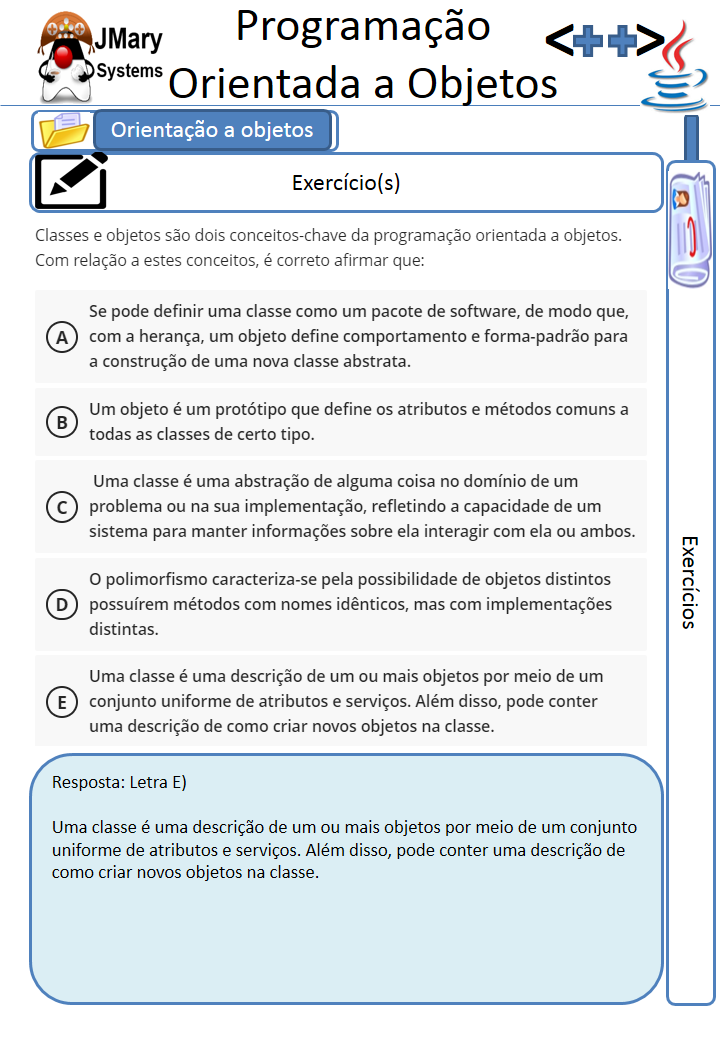 JMary
Systems
Programação
Orientada a Objetos
<++>
Orientação a objetos
Exercício(s)
Classes e objetos são dois conceitos-chave da programação orientada a objetos.
Com relação a estes conceitos, é correto afirmar que:
A
Se pode definir uma classe como um pacote de software, de modo que,
com a herança, um objeto define comportamento e forma-padrão para
a construção de uma nova classe abstrata.
B
Um objeto é um protótipo que define os atributos e métodos comuns a
todas as classes de certo tipo.
C
Uma classe é uma abstração de alguma coisa no domínio de um
problema ou na sua implementação, refletindo a capacidade de um
sistema para manter informações sobre ela interagir com ela ou ambos.
D
O polimorfismo caracteriza-se pela possibilidade de objetos distintos
possuírem métodos com nomes idênticos, mas com implementações
distintas.
E
Uma classe é uma descrição de um ou mais objetos por meio de um
conjunto uniforme de atributos e serviços. Além disso, pode conter
uma descrição de como criar novos objetos na classe.
Resposta: Letra E)
Uma classe é uma descrição de um ou mais objetos por meio de um conjunto
uniforme de atributos e serviços. Além disso, pode conter uma descrição de
como criar novos objetos na classe.
Exercícios